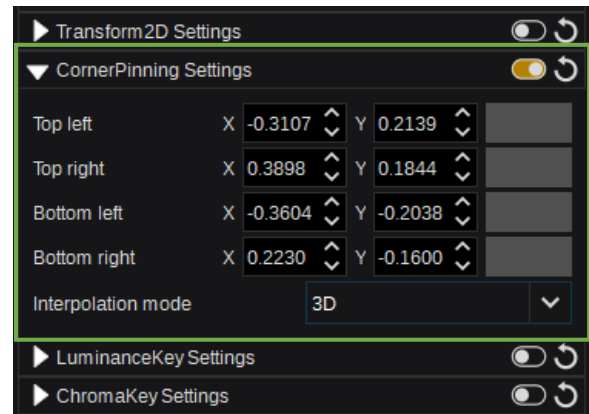 Transform2D Settings
CornerPinning Settings
Top left X -0.3107 Y 0.2139
Top right X 0.3898 Y 0.1844
Bottom left X -0.3604 Y -0.2038
Bottom right X 0.2230 Y -0.1600
Interpolation mode 3D
LuminanceKey Settings
ChromaKey Settings